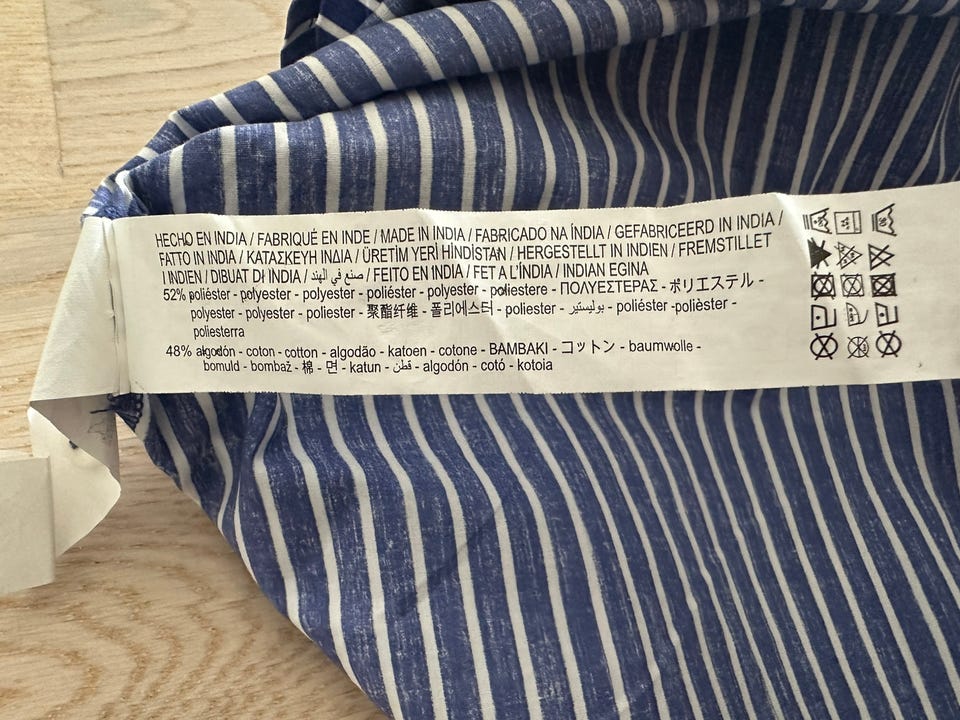 HECHO EN INDIA / FABRIQUÉ EN INDE / MADE IN INDIA / FABRICADO NA ÍNDIA / GEFABRICEERD IN INDIA /
FATTO IN INDIA / ΚΑΤΑΣΚΕΥΗ ΙΝΔΙΑ / ÜRETİM YERİ HİNDİSTAN / HERGESTELLT IN INDIEN / FREMSTILLET
I INDIEN / DIBUAT DI INDIA / صنع في الهند / FEITO EN INDIA / FET A L'ÍNDIA / INDIAN EGINA
52% poliéster - polyester - polyester - poliéster - polyester - poliestere - ΠΟΛΥΕΣΤΕΡΑΣ - ポリエステル -
polyester - polyester - poliester - 聚酯纤维 - 폴리에스터 - poliester - بوليستير - poliéster -polièster -
poliesterra
48% algodón - coton - cotton - algodão - katoen - cotone - ΒΑΜΒΑΚΙ - コットン - baumwolle -
bomuld - bombaž - 棉 - 면 - katun - قطن - algodón - cotó - kotoia